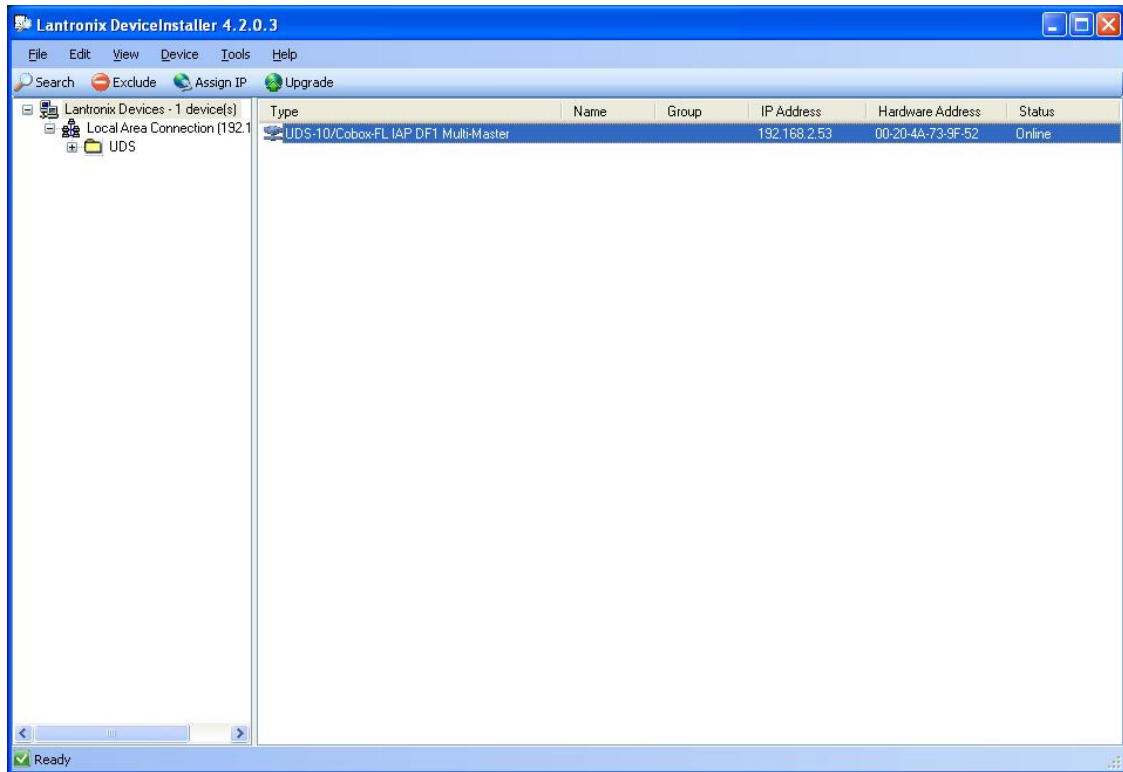 Lantronix DeviceInstaller 4.2.0.3
File Edit View Device Tools Help
Search Exclude Assign IP Upgrade
Lantronix Devices - 1 device(s)
Local Area Connection (192.1
UDS
Type Name Group IP Address Hardware Address Status
UDS-10/Cobox-FL IAP DF1 Multi-Master 192.168.2.53 00-20-4A-73-9F-52 Online
Ready